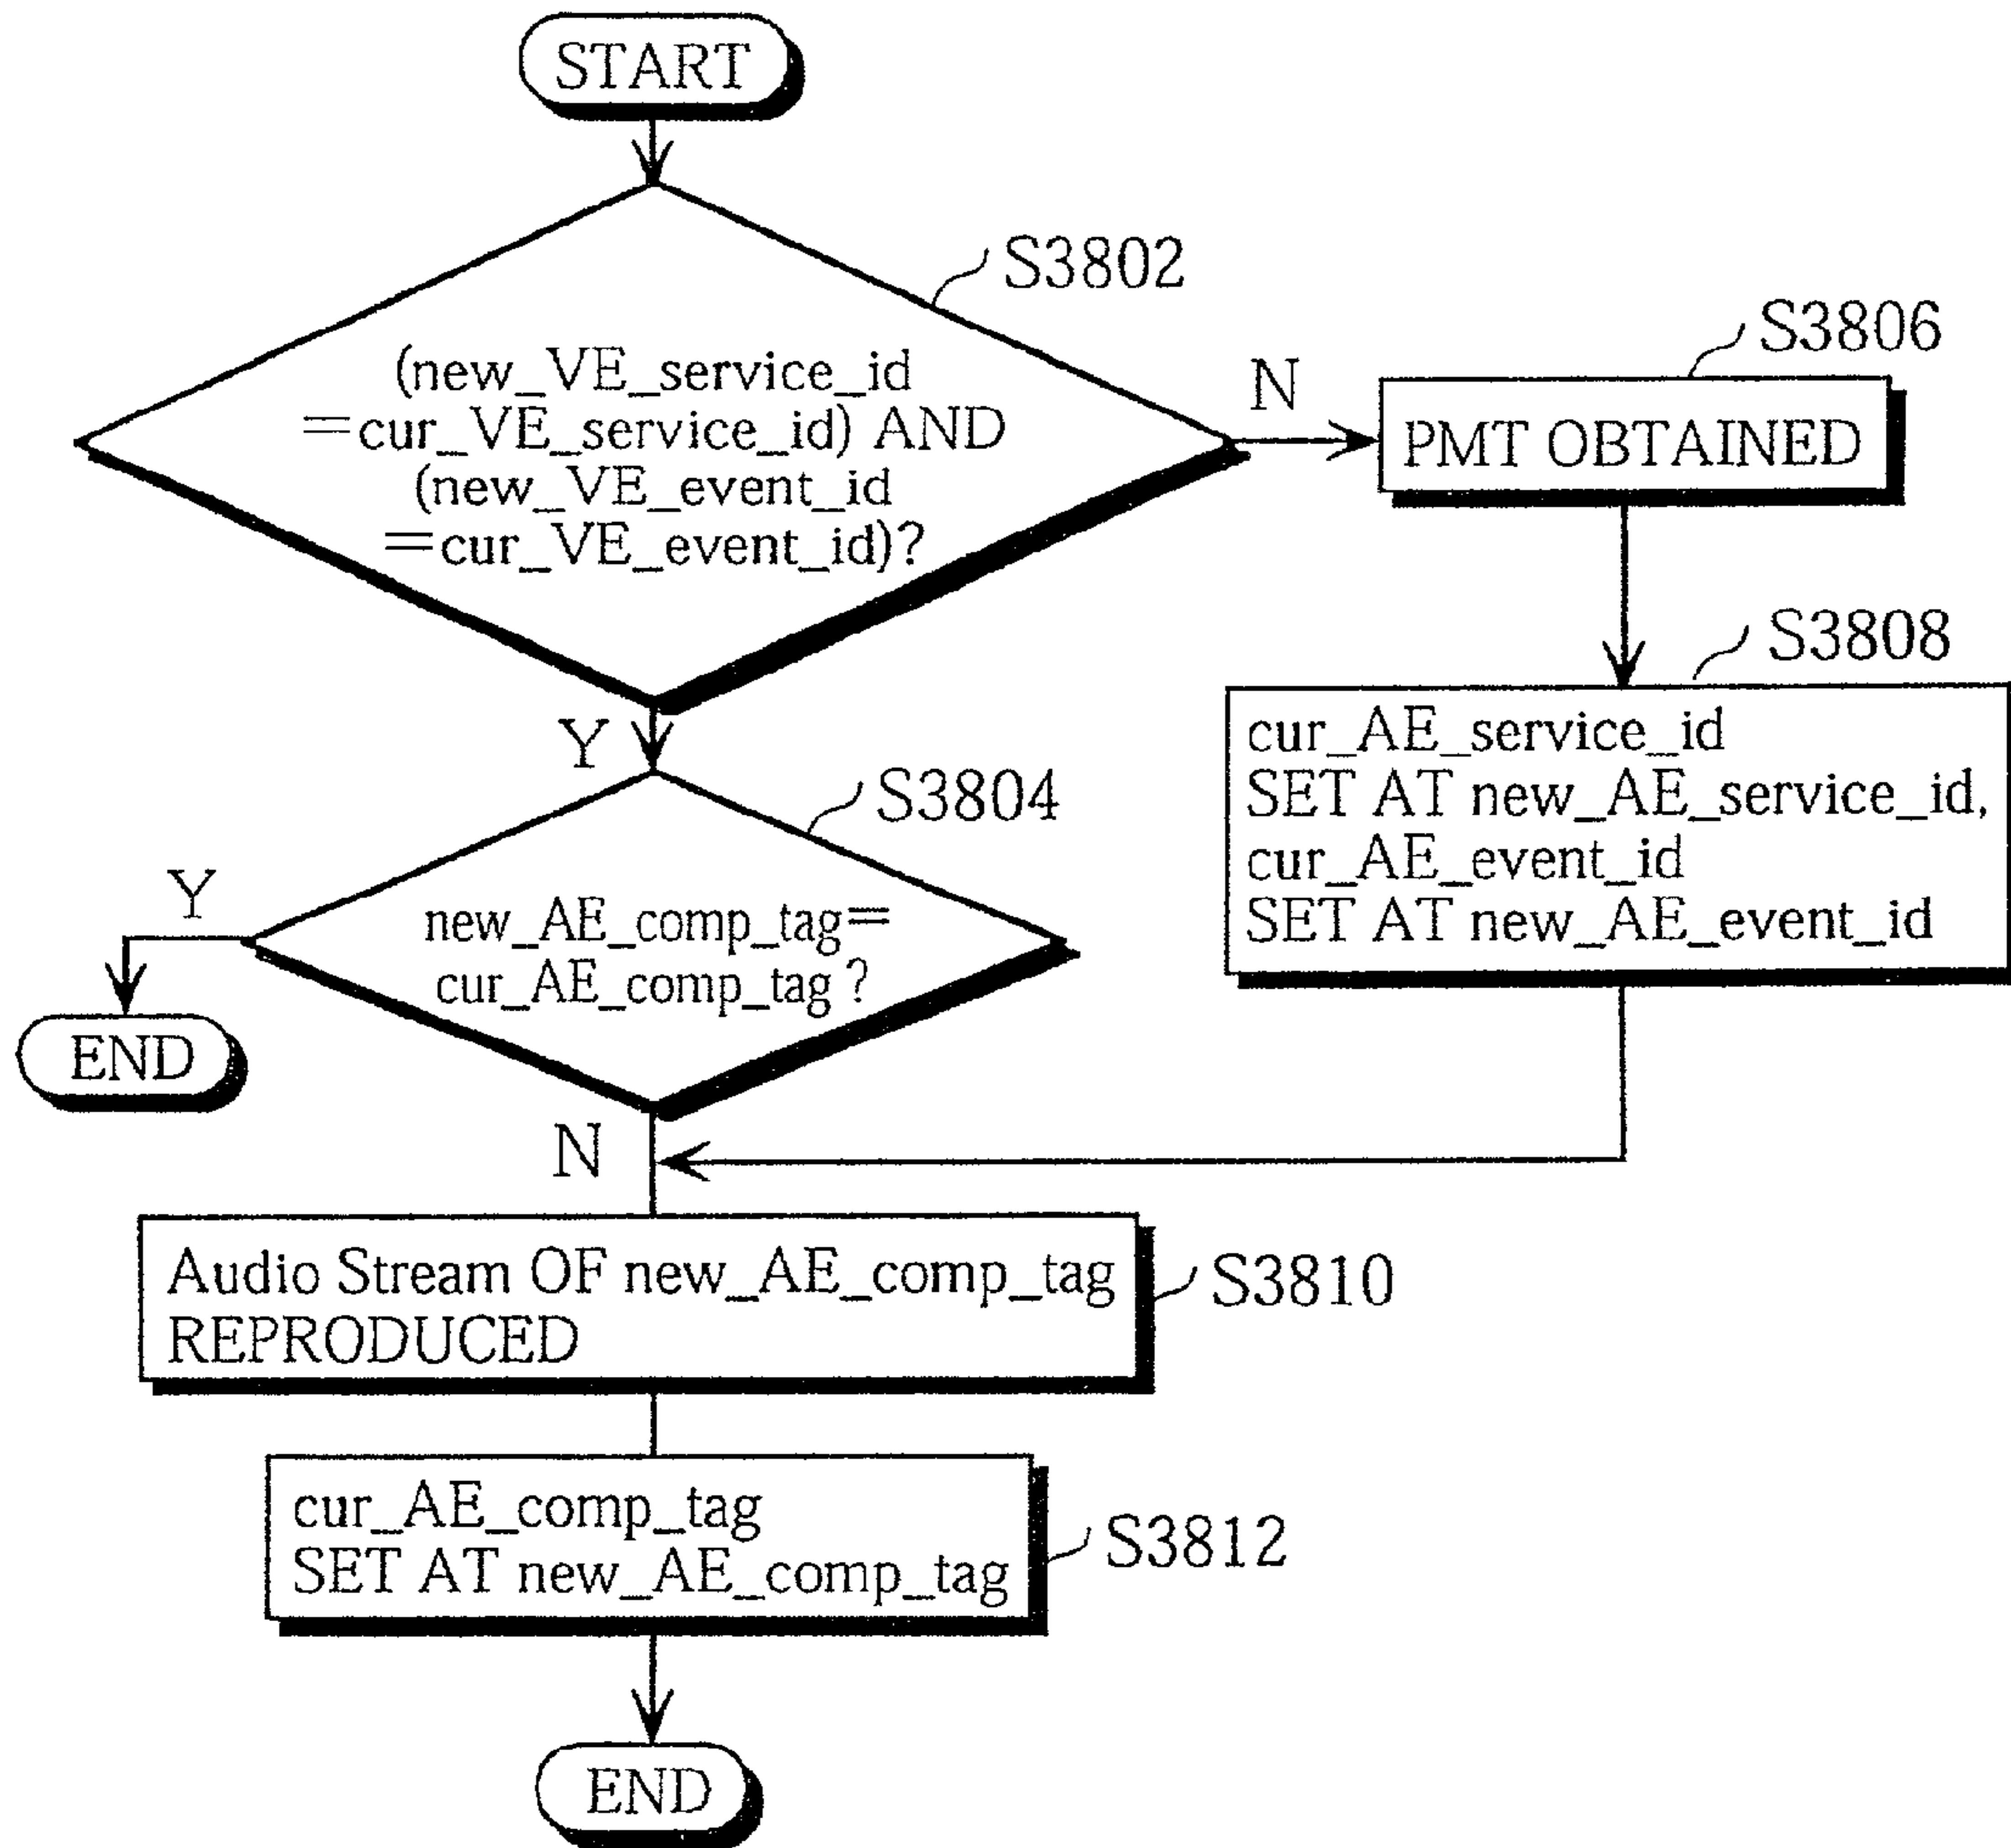 START
S3802
(new_VE_service_id
=cur_VE_service_id) AND
(new_VE_event_id
=cur_VE_event_id)?
N
S3806
PMT OBTAINED
S3808
cur_AE_service_id
SET AT new_AE_service_id,
cur_AE_event_id
SET AT new_AE_event_id
Y
S3804
new_AE_comp_tag=
cur_AE_comp_tag?
Y
END
N
Audio Stream OF new_AE_comp_tag
REPRODUCED
S3810
cur_AE_comp_tag
SET AT new_AE_comp_tag
S3812
END